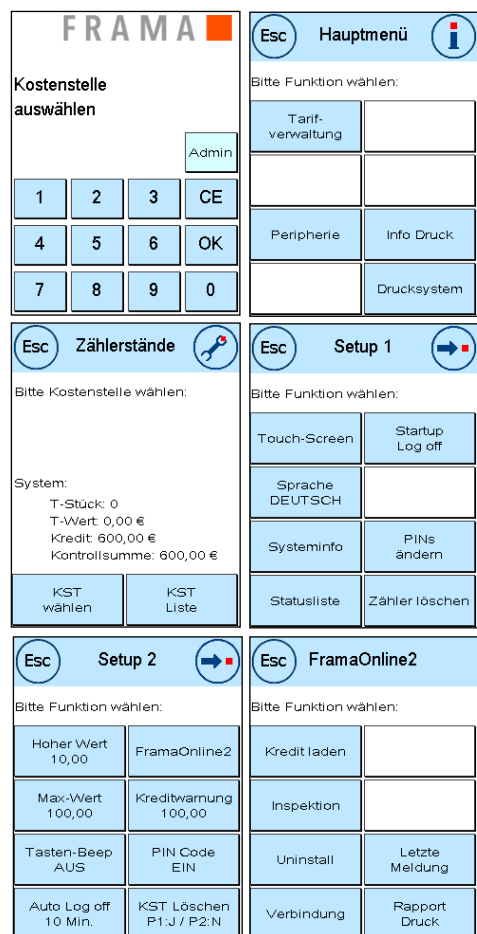 FRAMA
Kostenstelle
auswählen
Admin
1 2 3 CE
4 5 6 OK
7 8 9 0
Esc Hauptmenü i
Bitte Funktion wählen:
Tarif-
verwaltung
Peripherie Info Druck
Drucksystem
Esc Zählerstände
Bitte Kostenstelle wählen:
System:
T-Stück: 0
T-Wert: 0,00 €
Kredit: 600,00 €
Kontrollsumme: 600,00 €
KST
wählen
KST
Liste
Esc Setup 1
Bitte Funktion wählen:
Touch-Screen
Startup
Log off
Sprache
DEUTSCH
Systeminfo
PINs
ändern
Statusliste
Zähler löschen
Esc Setup 2
Bitte Funktion wählen:
Hoher Wert
10,00
FramaOnline2
Max-Wert
100,00
Kreditwarnung
100,00
Tasten-Beep
AUS
PIN Code
EIN
Auto Log off
10 Min.
KST Löschen
P1:J / P2:N
Esc FramaOnline2
Bitte Funktion wählen:
Kredit laden
Inspektion
Uninstall
Letzte
Meldung
Verbindung
Rapport
Druck